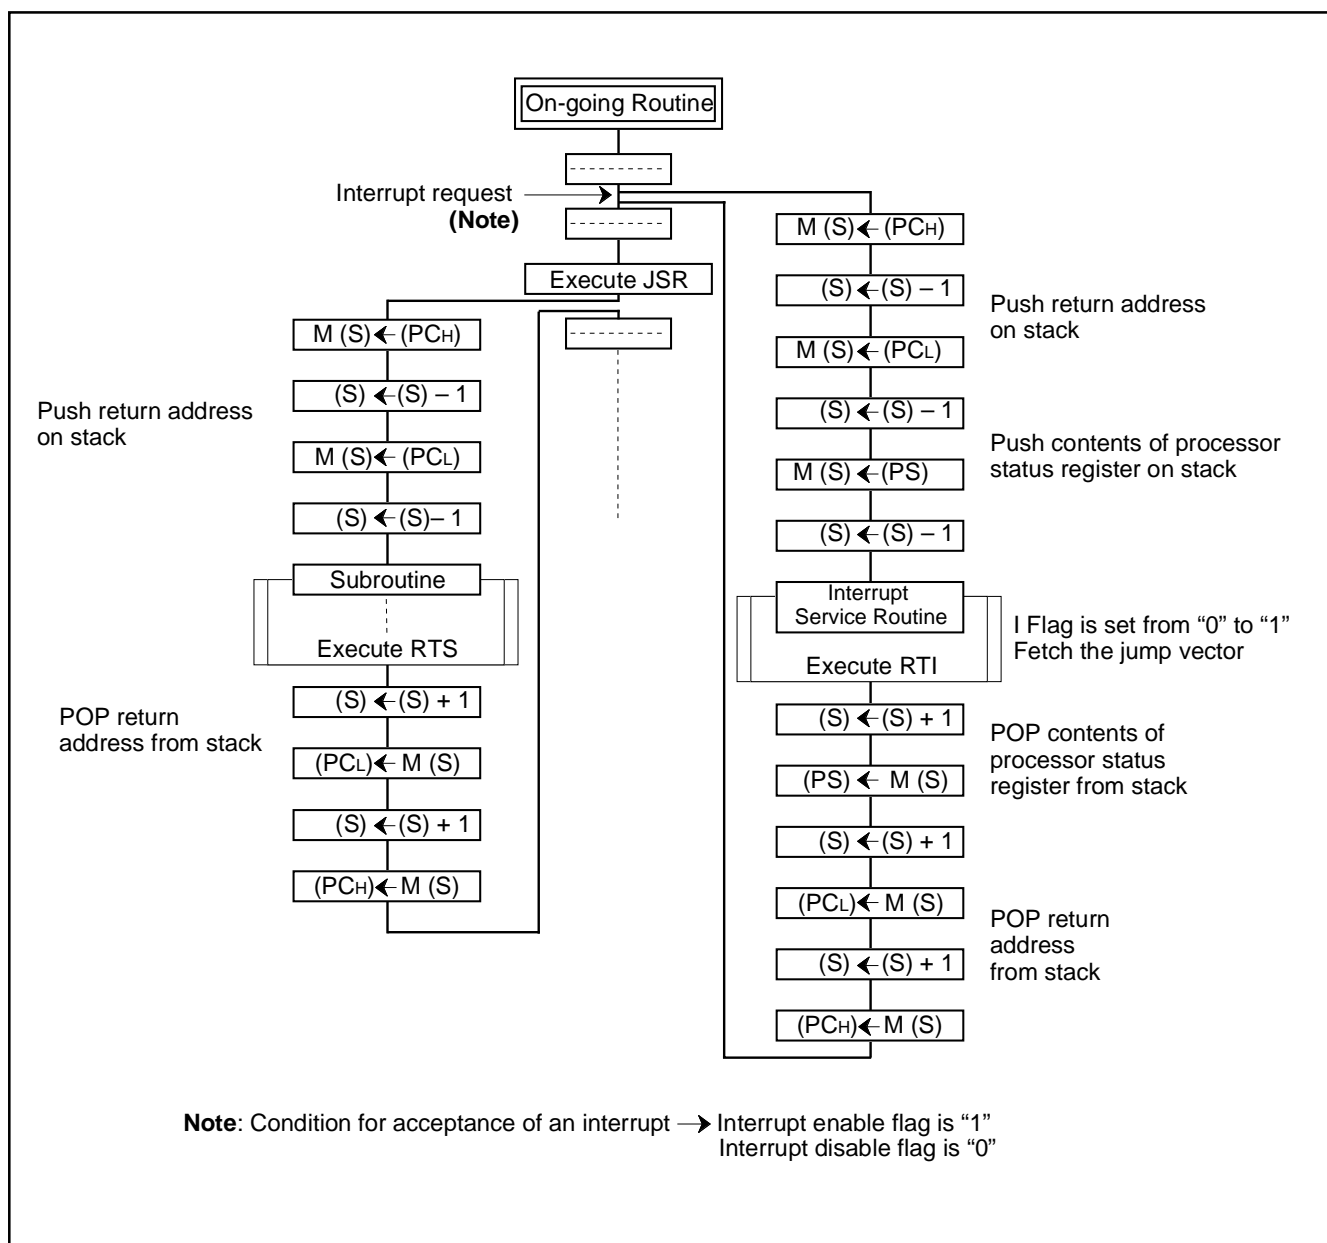 On-going Routine
Interrupt request
(Note)
Execute JSR
M (S) ← (PCH)
(S) ← (S) – 1
M (S) ← (PCL)
(S) ← (S)– 1
Push return address
on stack
Subroutine
Execute RTS
(S) ← (S) + 1
(PCL) ← M (S)
(S) ← (S) + 1
(PCH) ← M (S)
POP return
address from stack
M (S) ← (PCH)
(S) ← (S) – 1
M (S) ← (PCL)
(S) ← (S) – 1
M (S) ← (PS)
(S) ← (S) – 1
Push return address
on stack
Push contents of processor
status register on stack
Interrupt
Service Routine
Execute RTI
I Flag is set from “0” to “1”
Fetch the jump vector
(S) ← (S) + 1
(PS) ← M (S)
(S) ← (S) + 1
(PCL) ← M (S)
(S) ← (S) + 1
(PCH) ← M (S)
POP contents of
processor status
register from stack
POP return
address
from stack
Note: Condition for acceptance of an interrupt → Interrupt enable flag is “1”
Interrupt disable flag is “0”